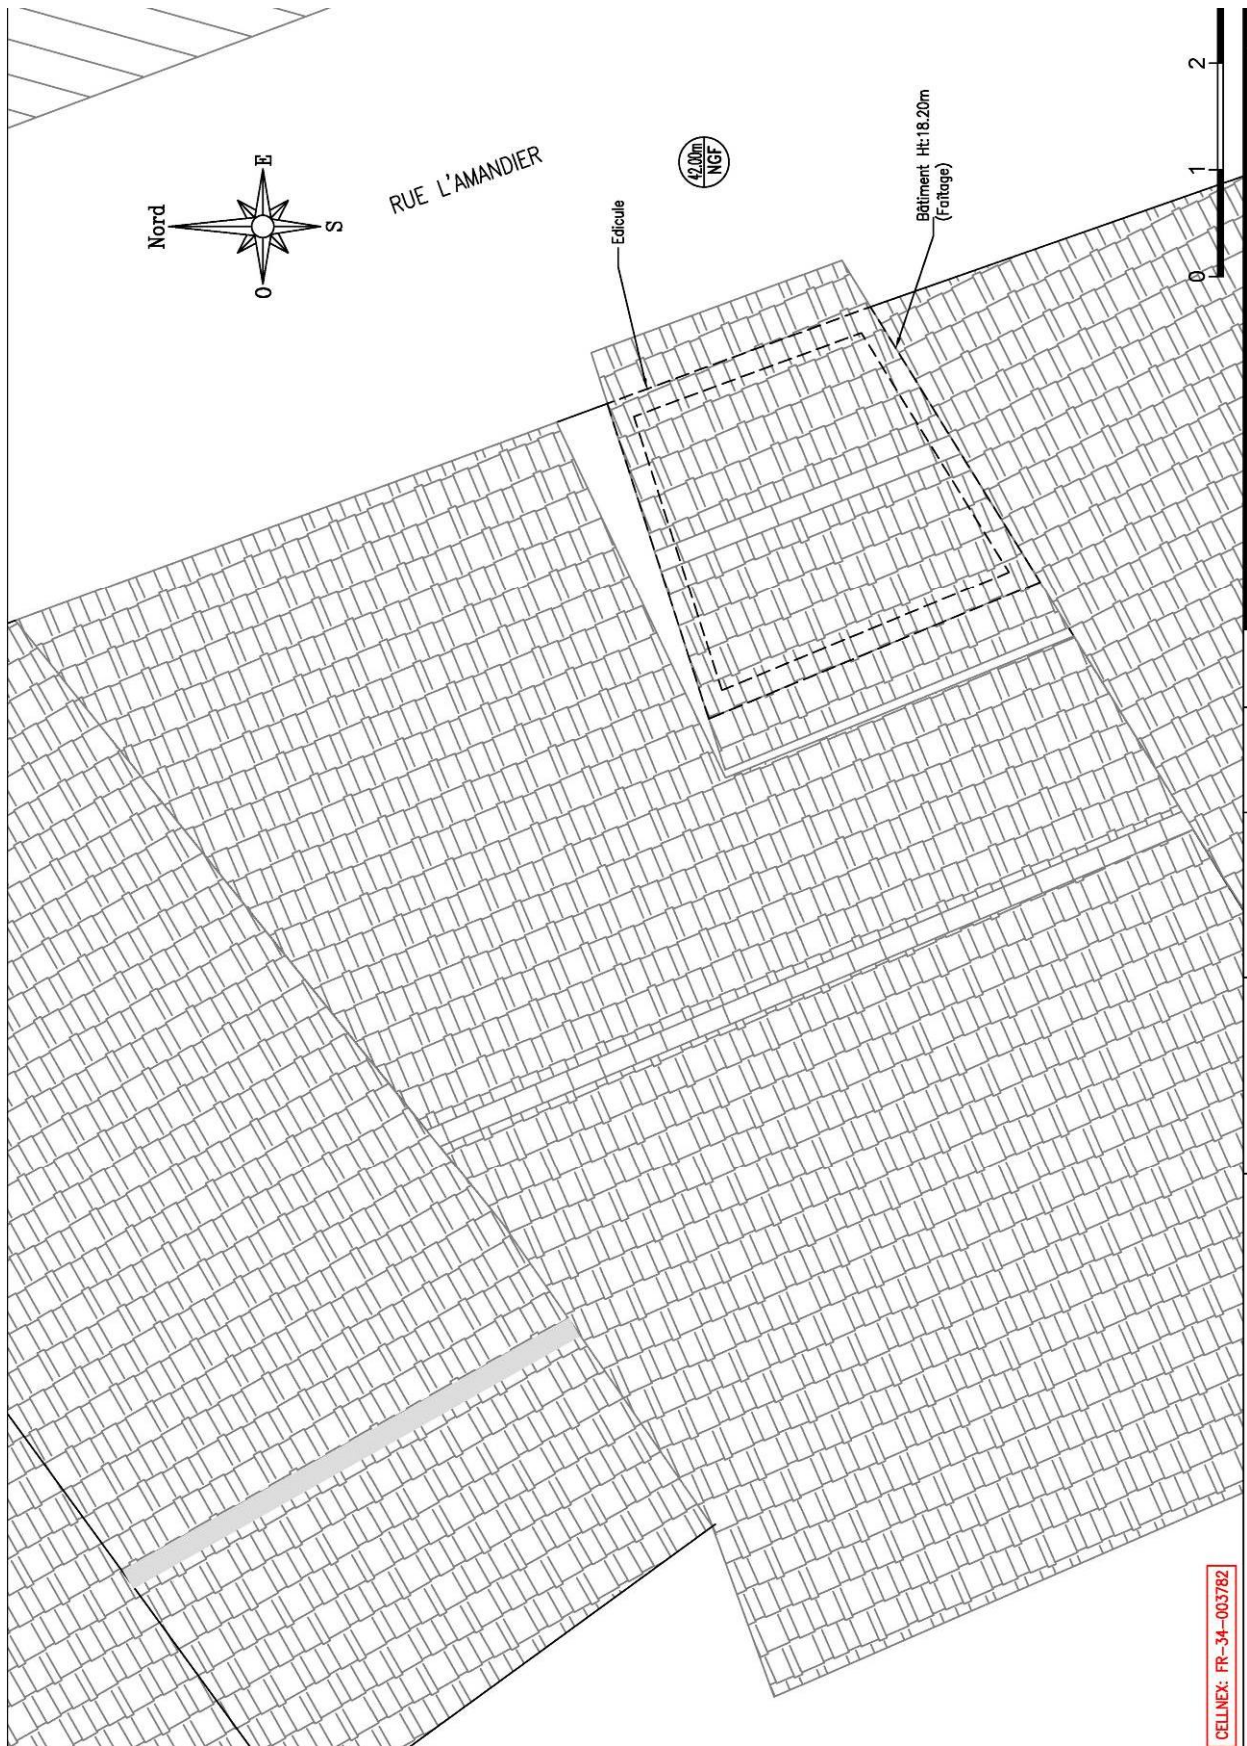 Nord
E
O
S
RUE L'AMANDIER
42.00m
NGF
Edicule
Bâtiment Ht:18.20m
(Faîtage)
0 1 2
CELLNEX: FR-34-003782